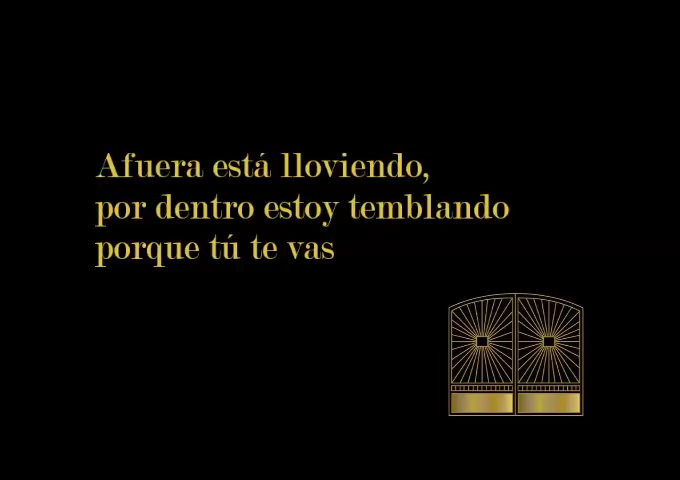 Afuera está lloviendo,
por dentro estoy temblando
porque tú te vas